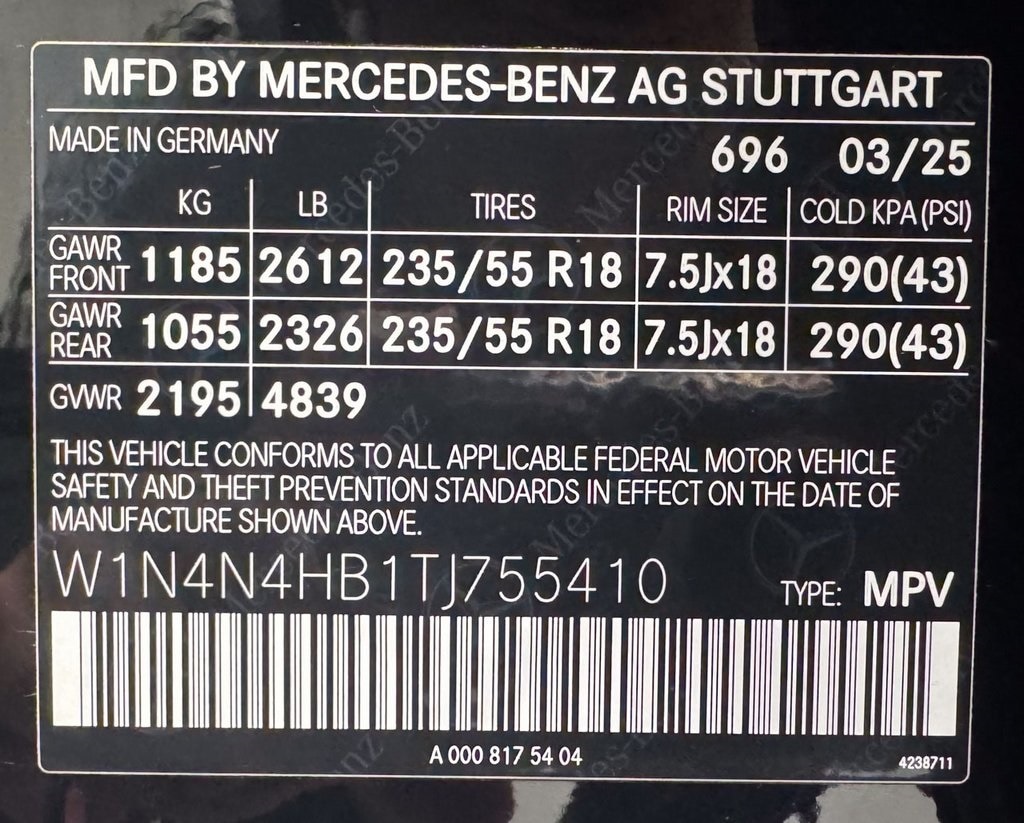 MFD BY MERCEDES-BENZ AG STUTTGART
MADE IN GERMANY 696 03/25
KG LB TIRES RIM SIZE COLD KPA (PSI)
GAWR FRONT 1185 2612 235/55 R18 7.5Jx18 290(43)
GAWR REAR 1055 2326 235/55 R18 7.5Jx18 290(43)
GVWR 2195 4839
THIS VEHICLE CONFORMS TO ALL APPLICABLE FEDERAL MOTOR VEHICLE
SAFETY AND THEFT PREVENTION STANDARDS IN EFFECT ON THE DATE OF
MANUFACTURE SHOWN ABOVE.
W1N4N4HB1TJ755410 TYPE: MPV
A 000 817 54 04 4238711